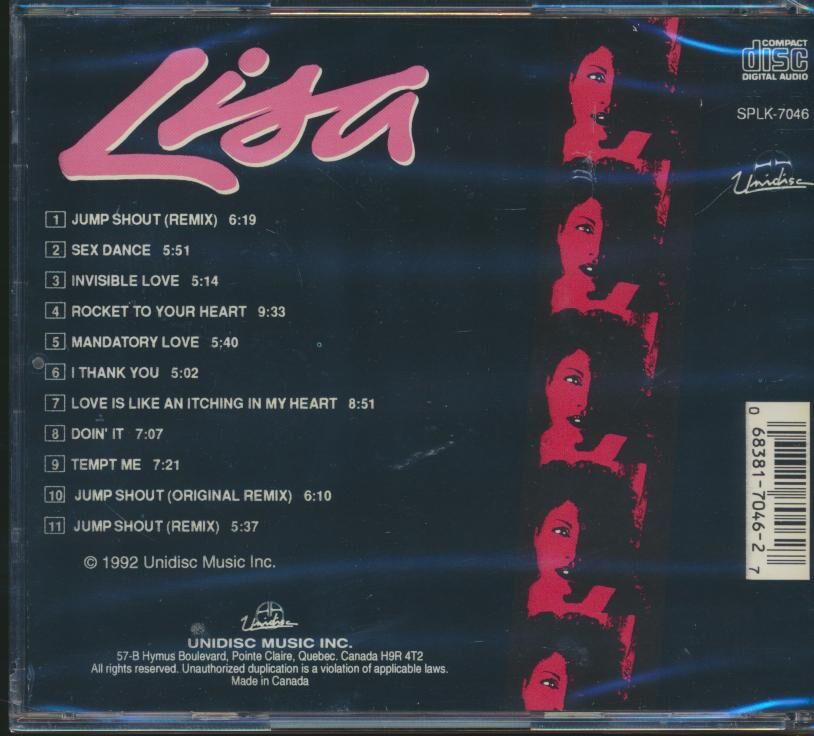 Lisa
COMPACT
disc
DIGITAL AUDIO
SPLK-7046
Unidisc
1 JUMP SHOUT (REMIX) 6:19
2 SEX DANCE 5:51
3 INVISIBLE LOVE 5:14
4 ROCKET TO YOUR HEART 9:33
5 MANDATORY LOVE 5:40
6 I THANK YOU 5:02
7 LOVE IS LIKE AN ITCHING IN MY HEART 8:51
8 DOIN' IT 7:07
9 TEMPT ME 7:21
10 JUMP SHOUT (ORIGINAL REMIX) 6:10
11 JUMP SHOUT (REMIX) 5:37
© 1992 Unidisc Music Inc.
0 68381-7046-2 7
Unidisc
UNIDISC MUSIC INC.
57-B Hymus Boulevard, Pointe Claire, Quebec. Canada H9R 4T2
All rights reserved. Unauthorized duplication is a violation of applicable laws.
Made in Canada